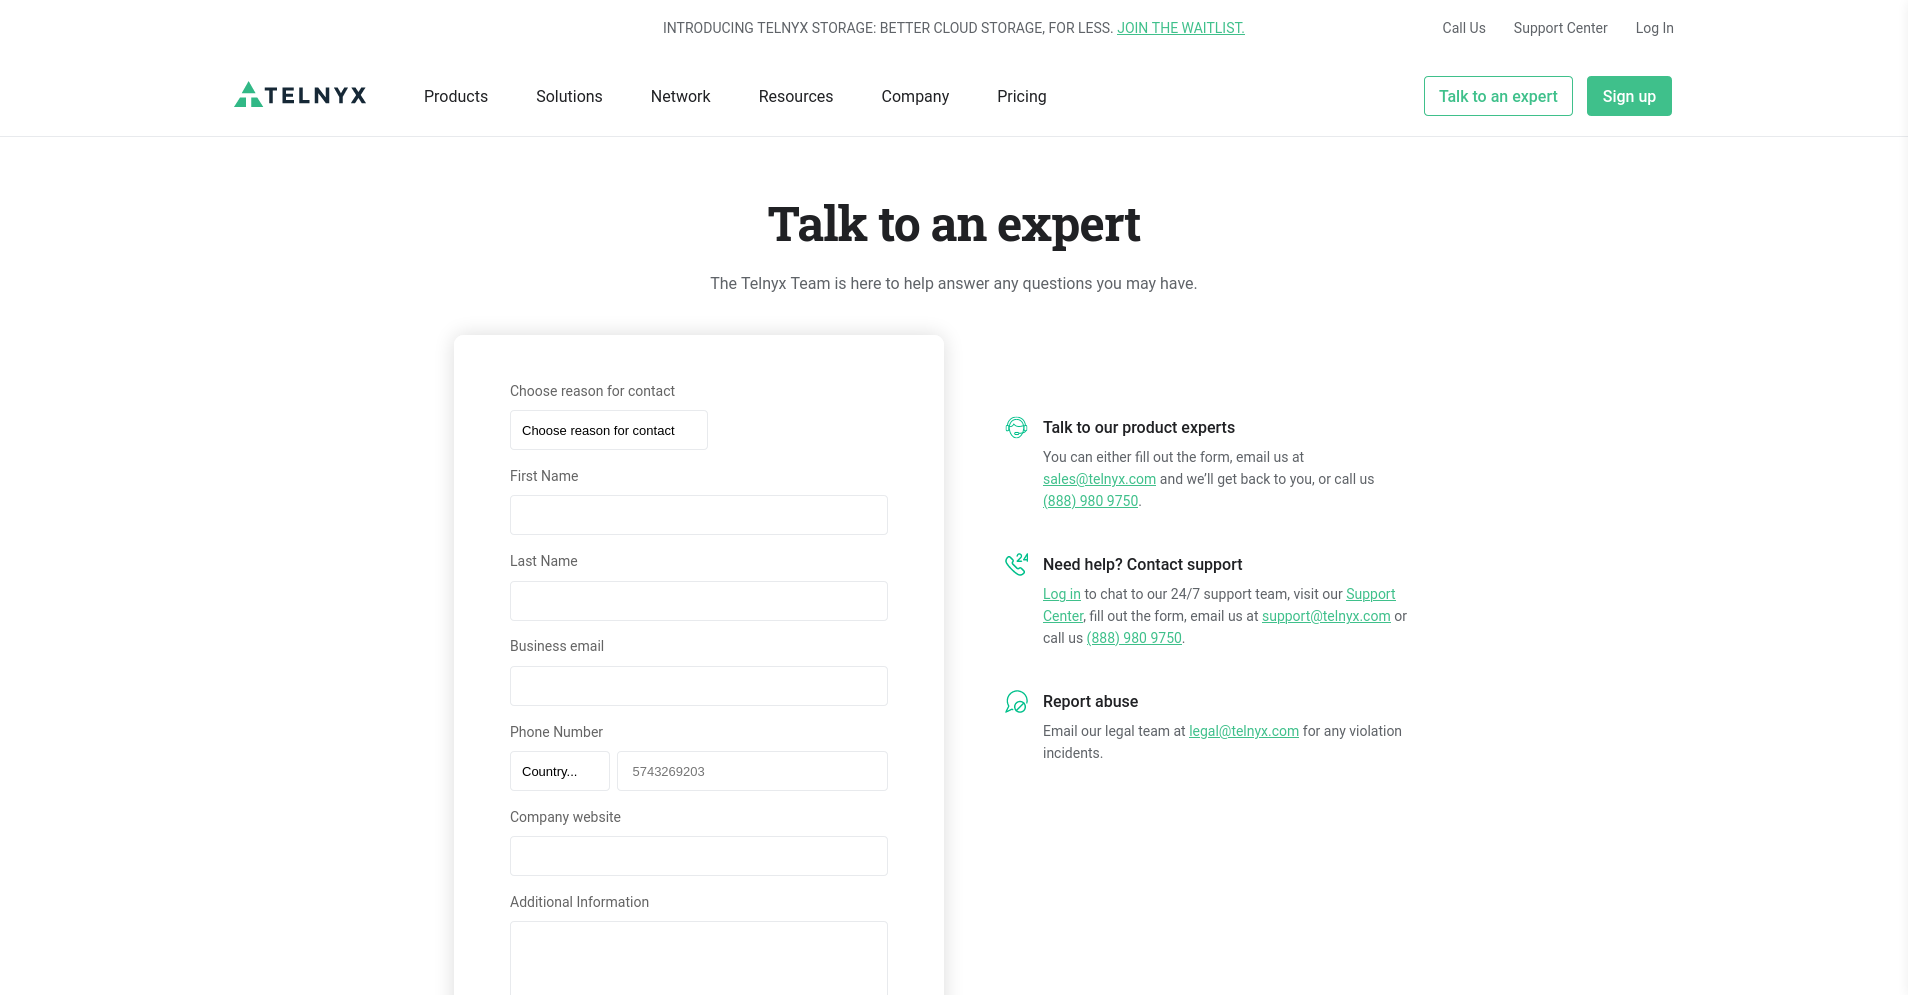 INTRODUCING TELNYX STORAGE: BETTER CLOUD STORAGE, FOR LESS. JOIN THE WAITLIST.
Call Us Support Center Log In
TELNYX Products Solutions Network Resources Company Pricing Talk to an expert Sign up
Talk to an expert
The Telnyx Team is here to help answer any questions you may have.
Choose reason for contact
Choose reason for contact
First Name
Last Name
Business email
Phone Number
Country... 5743269203
Company website
Additional Information
Talk to our product experts
You can either fill out the form, email us at
sales@telnyx.com and we’ll get back to you, or call us
(888) 980 9750.
24
Need help? Contact support
Log in to chat to our 24/7 support team, visit our Support
Center, fill out the form, email us at support@telnyx.com or
call us (888) 980 9750.
Report abuse
Email our legal team at legal@telnyx.com for any violation
incidents.